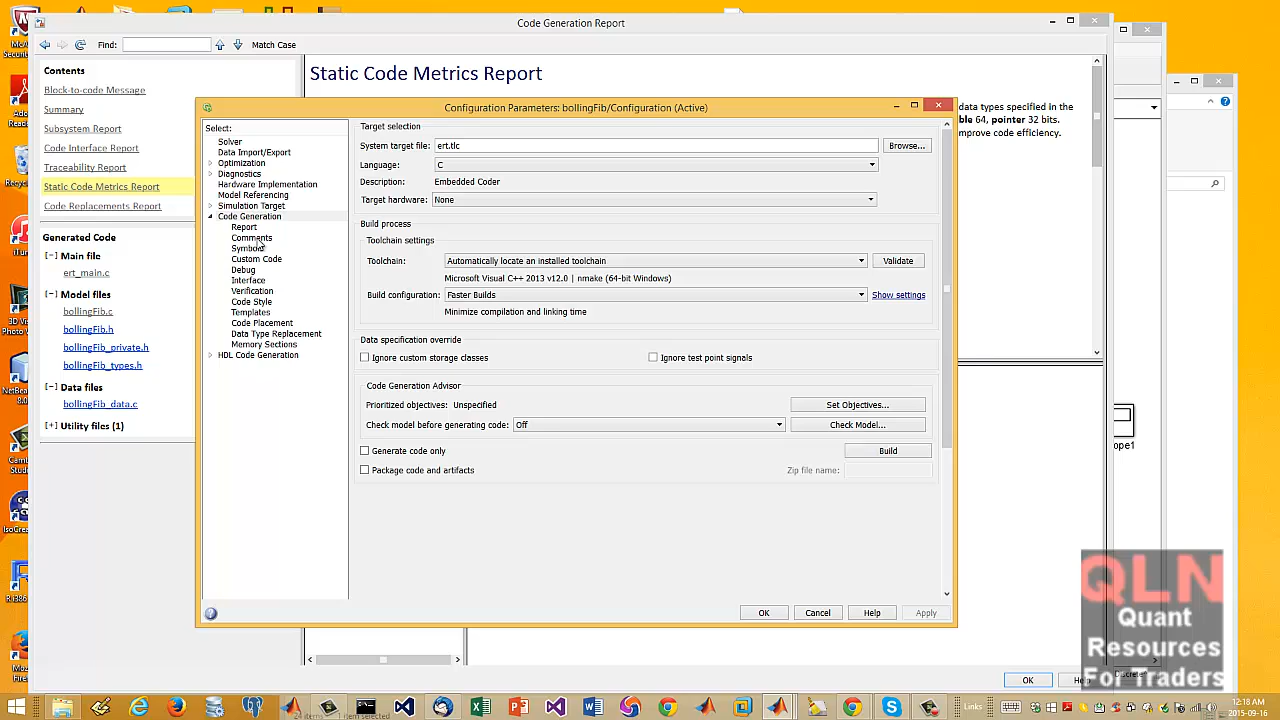 Code Generation Report
Find:
Match Case
Contents
Block-to-code Message
Summary
Subsystem Report
Code Interface Report
Traceability Report
Static Code Metrics Report
Code Replacements Report
Generated Code
[-] Main file
ert_main.c
[-] Model files
bollingFib.c
bollingFib.h
bollingFib_private.h
bollingFib_types.h
[-] Data files
bollingFib_data.c
[+] Utility files (1)
Static Code Metrics Report
data types specified in the
ble 64, pointer 32 bits.
mprove code efficiency.
Configuration Parameters: bollingFib/Configuration (Active)
Select:
Solver
Data Import/Export
Optimization
Diagnostics
Hardware Implementation
Model Referencing
Simulation Target
Code Generation
Report
Comments
Symbols
Custom Code
Debug
Interface
Verification
Code Style
Templates
Code Placement
Data Type Replacement
Memory Sections
HDL Code Generation
Target selection
System target file: ert.tlc Browse...
Language: C
Description: Embedded Coder
Target hardware: None
Build process
Toolchain settings
Toolchain: Automatically locate an installed toolchain Validate
Microsoft Visual C++ 2013 v12.0 | nmake (64-bit Windows)
Build configuration: Faster Builds Show settings
Minimize compilation and linking time
Data specification override
Ignore custom storage classes Ignore test point signals
Code Generation Advisor
Prioritized objectives: Unspecified Set Objectives...
Check model before generating code: Off Check Model...
Generate code only Build
Package code and artifacts Zip file name:
OK Cancel Help Apply
ope1
OK
QLN
Quant
Resources
For Traders
Links
12:18 AM
2015-09-16